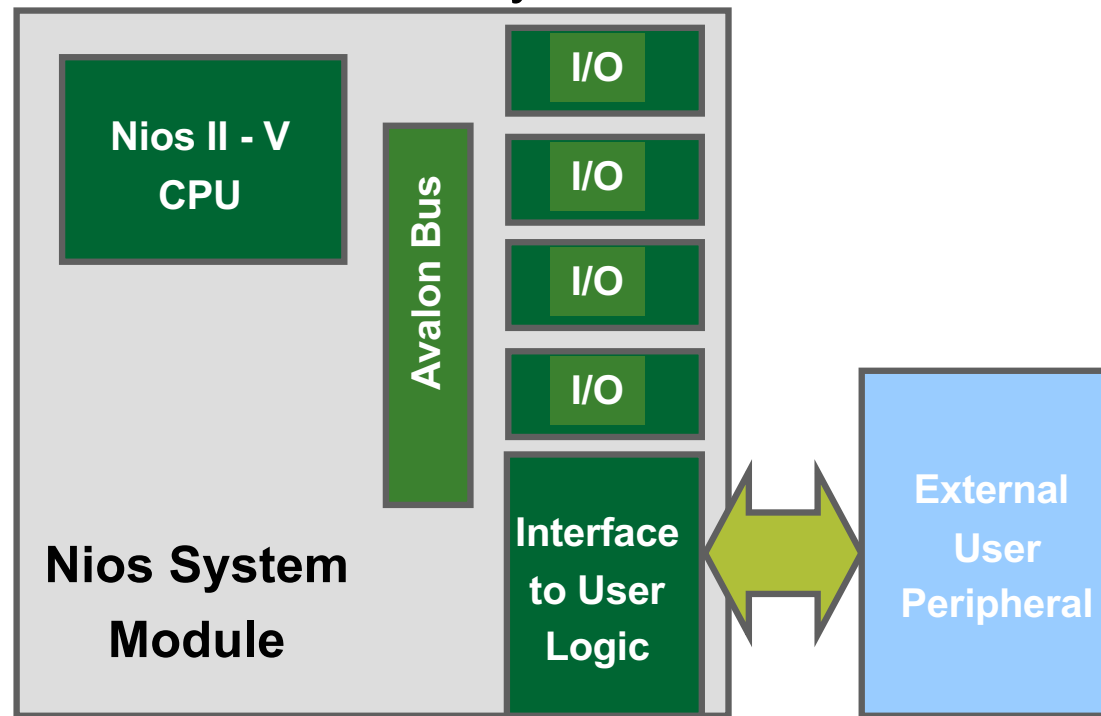 Nios II - V
CPU
Avalon Bus
I/O
I/O
I/O
I/O
Interface
to User
Logic
Nios System
Module
External
User
Peripheral